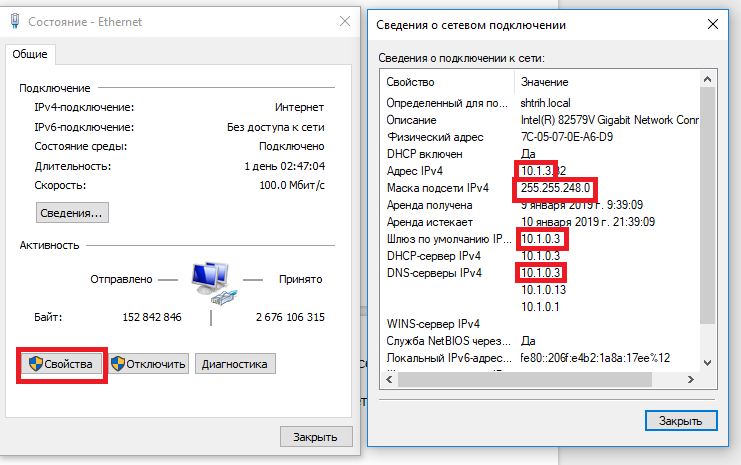 Состояние - Ethernet
Общие
Подключение
IPv4-подключение: Интернет
IPv6-подключение: Без доступа к сети
Состояние среды: Подключено
Длительность: 1 день 02:47:04
Скорость: 100.0 Мбит/с
Сведения...
Активность
Отправлено Принято
Байт: 152 842 846 2 676 106 315
Свойства Отключить Диагностика
Закрыть
Сведения о сетевом подключении
Сведения о подключении к сети:
Свойство Значение
Определенный для по... shtrih.local
Описание Intel(R) 82579V Gigabit Network Conr
Физический адрес 7C-05-07-0E-A6-D9
DHCP включен Да
Адрес IPv4 10.1.3.32
Маска подсети IPv4 255.255.248.0
Аренда получена 9 января 2019 г. 9:39:09
Аренда истекает 10 января 2019 г. 21:39:09
Шлюз по умолчанию IP... 10.1.0.3
DHCP-сервер IPv4 10.1.0.3
DNS-серверы IPv4 10.1.0.3
10.1.0.13
10.1.0.1
WINS-сервер IPv4
Служба NetBIOS через... Да
Локальный IPv6-адрес... fe80::206f:e4b2:1a8a:17ee%12
Закрыть